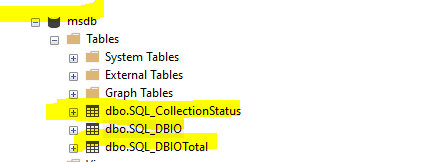 msdb
Tables
System Tables
External Tables
Graph Tables
dbo.SQL_CollectionStatus
dbo.SQL_DBIO
dbo.SQL_DBIOTotal